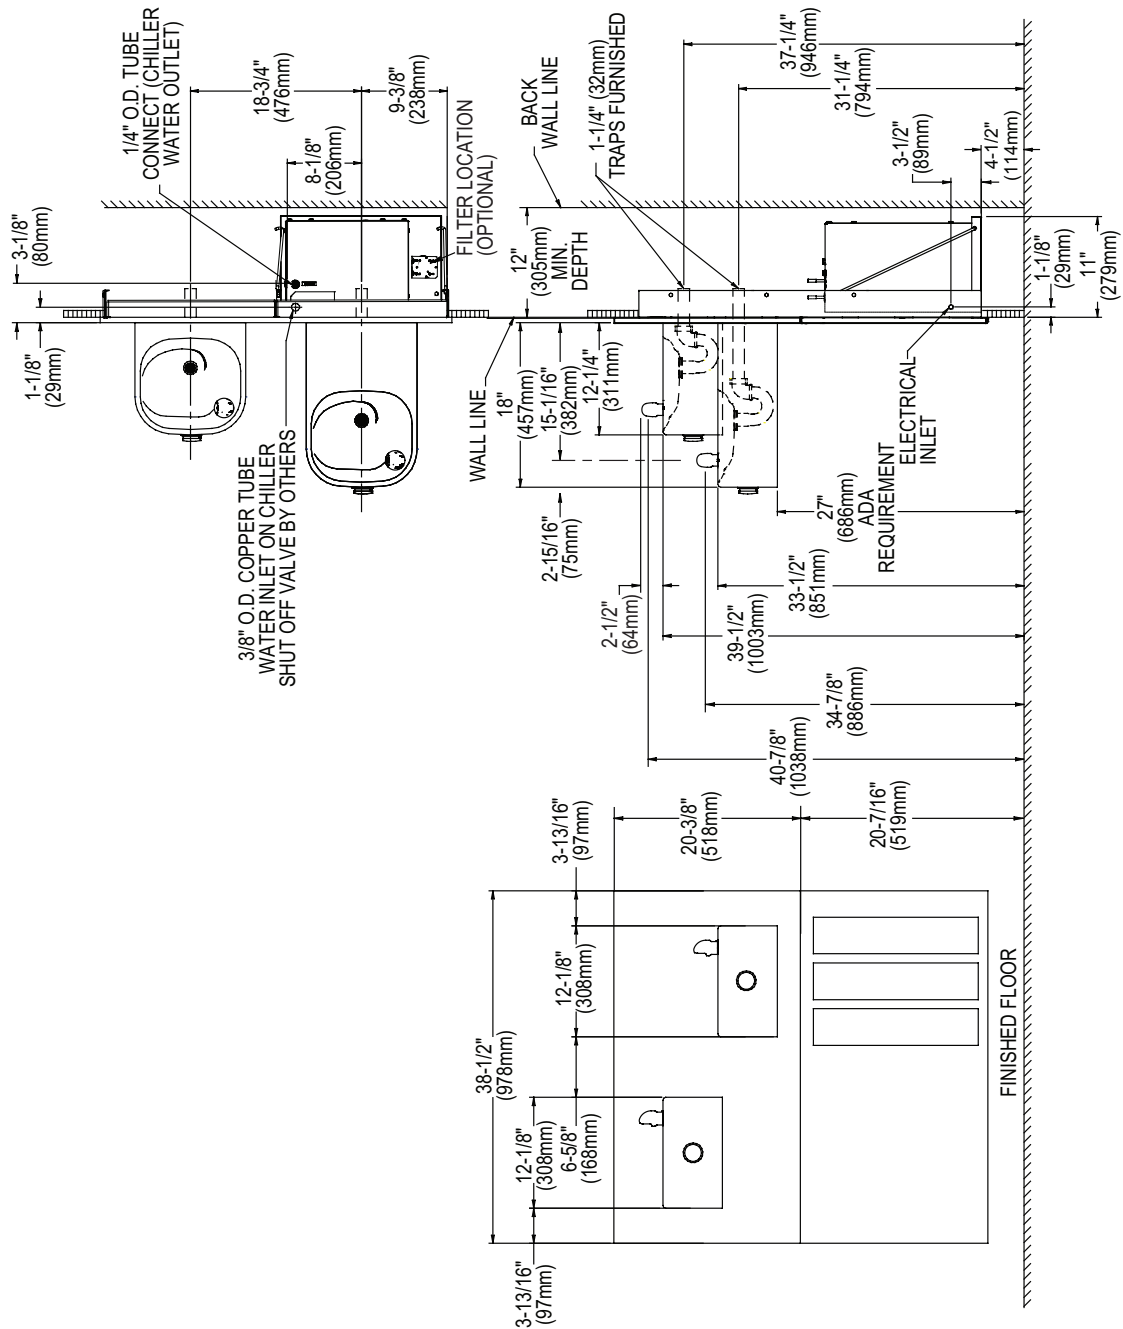 1/4" O.D. TUBE
CONNECT (CHILLER
WATER OUTLET)
3-1/8"
(80mm)
1-1/8"
(29mm)
18-3/4"
(476mm)
9-3/8"
(238mm)
8-1/8"
(206mm)
FILTER LOCATION
(OPTIONAL)
3/8" O.D. COPPER TUBE
WATER INLET ON CHILLER
SHUT OFF VALVE BY OTHERS
BACK
WALL LINE
12"
(305mm)
MIN.
DEPTH
WALL LINE
1-1/4" (32mm)
TRAPS FURNISHED
37-1/4"
(946mm)
31-1/4"
(794mm)
3-1/2"
(89mm)
4-1/2"
(114mm)
1-1/8"
(29mm)
11"
(279mm)
18"
(457mm)
15-1/16"
(382mm)
12-1/4"
(311mm)
2-15/16"
(75mm)
ELECTRICAL
INLET
27"
(686mm)
ADA
REQUIREMENT
2-1/2"
(64mm)
33-1/2"
(851mm)
39-1/2"
(1003mm)
34-7/8"
(886mm)
40-7/8"
(1038mm)
3-13/16"
(97mm)
20-3/8"
(518mm)
20-7/16"
(519mm)
12-1/8"
(308mm)
38-1/2"
(978mm)
12-1/8"
(308mm)
6-5/8"
(168mm)
3-13/16"
(97mm)
FINISHED FLOOR